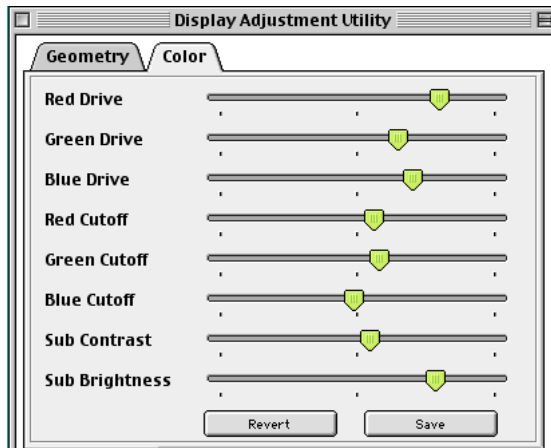 Display Adjustment Utility
Geometry Color
Red Drive
Green Drive
Blue Drive
Red Cutoff
Green Cutoff
Blue Cutoff
Sub Contrast
Sub Brightness
Revert Save